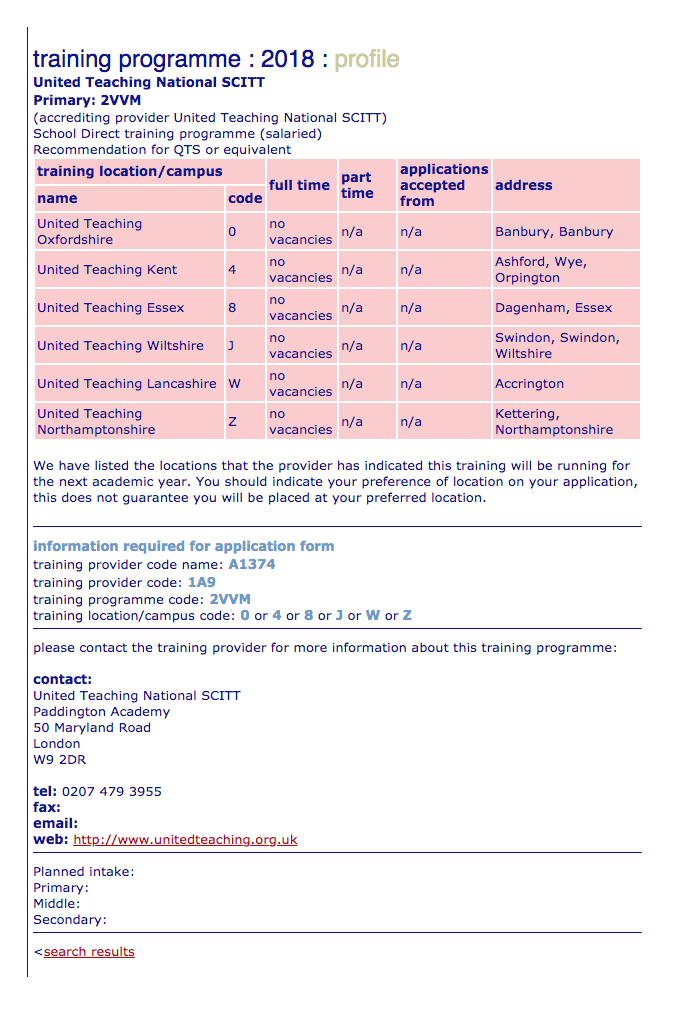 training programme : 2018 : profile
United Teaching National SCITT
Primary: 2VVM
(accrediting provider United Teaching National SCITT)
School Direct training programme (salaried)
Recommendation for QTS or equivalent
training location/campus full time part time applications accepted from address
name code
United Teaching Oxfordshire 0 no vacancies n/a n/a Banbury, Banbury
United Teaching Kent 4 no vacancies n/a n/a Ashford, Wye, Orpington
United Teaching Essex 8 no vacancies n/a n/a Dagenham, Essex
United Teaching Wiltshire J no vacancies n/a n/a Swindon, Swindon, Wiltshire
United Teaching Lancashire W no vacancies n/a n/a Accrington
United Teaching Northamptonshire Z no vacancies n/a n/a Kettering, Northamptonshire
We have listed the locations that the provider has indicated this training will be running for
the next academic year. You should indicate your preference of location on your application,
this does not guarantee you will be placed at your preferred location.
information required for application form
training provider code name: A1374
training provider code: 1A9
training programme code: 2VVM
training location/campus code: 0 or 4 or 8 or J or W or Z
please contact the training provider for more information about this training programme:
contact:
United Teaching National SCITT
Paddington Academy
50 Maryland Road
London
W9 2DR
tel: 0207 479 3955
fax:
email:
web: http://www.unitedteaching.org.uk
Planned intake:
Primary:
Middle:
Secondary:
<search results